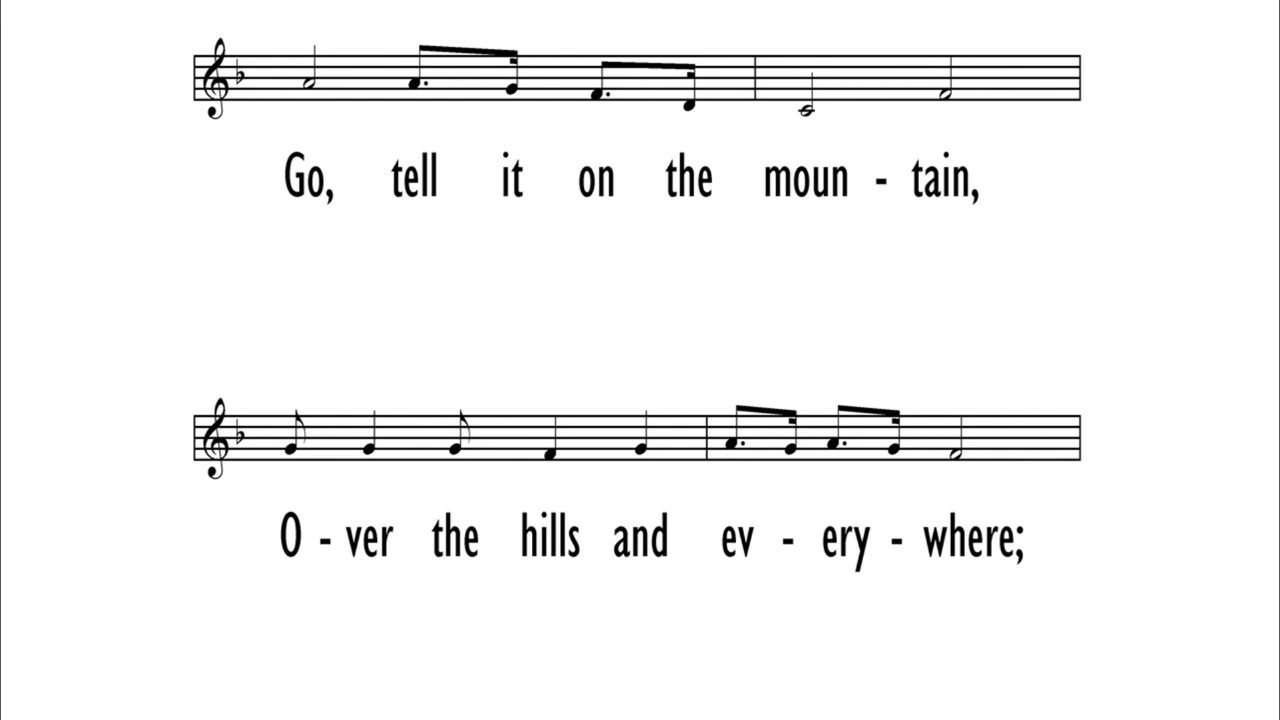 Go, tell it on the moun - tain,
O - ver the hills and ev - ery - where;